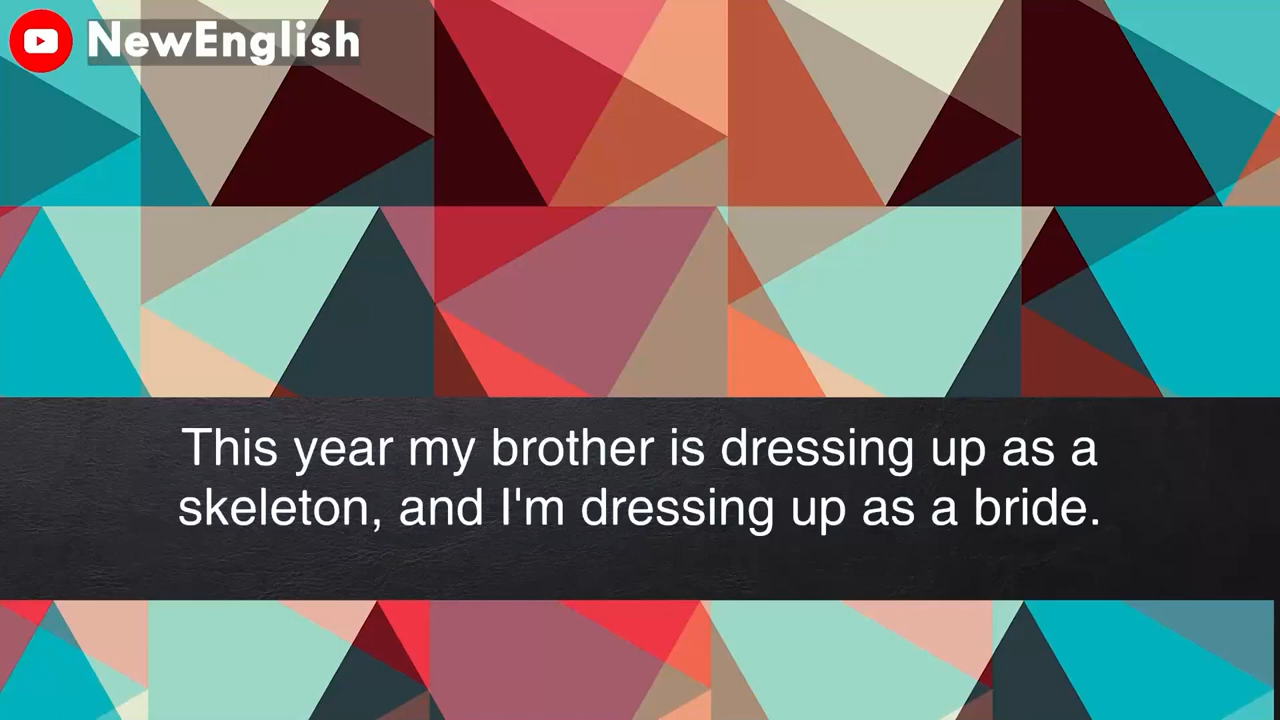 NewEnglish
This year my brother is dressing up as a
skeleton, and I'm dressing up as a bride.